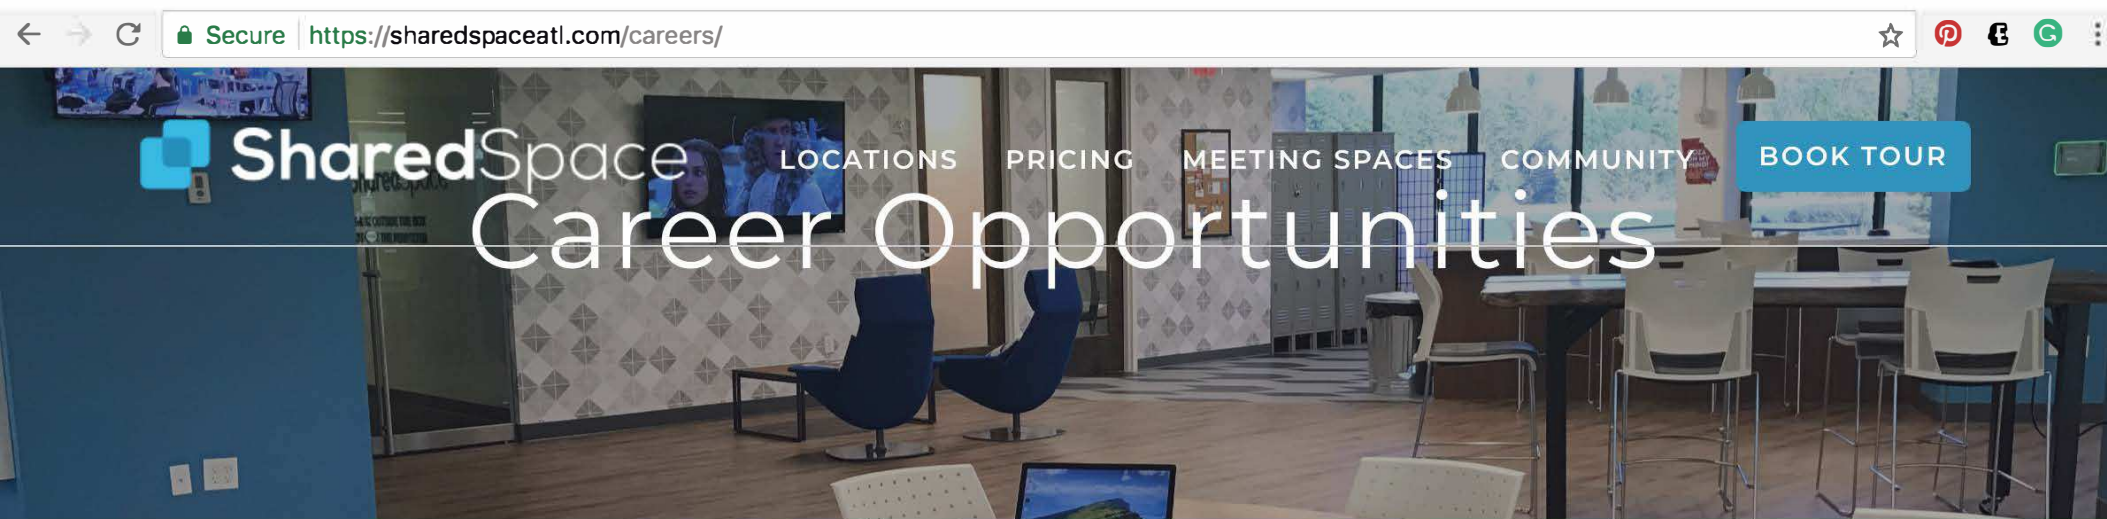 Secure https://sharedspaceatl.com/careers/
SharedSpace
LOCATIONS PRICING MEETING SPACES COMMUNITY BOOK TOUR
Career Opportunities